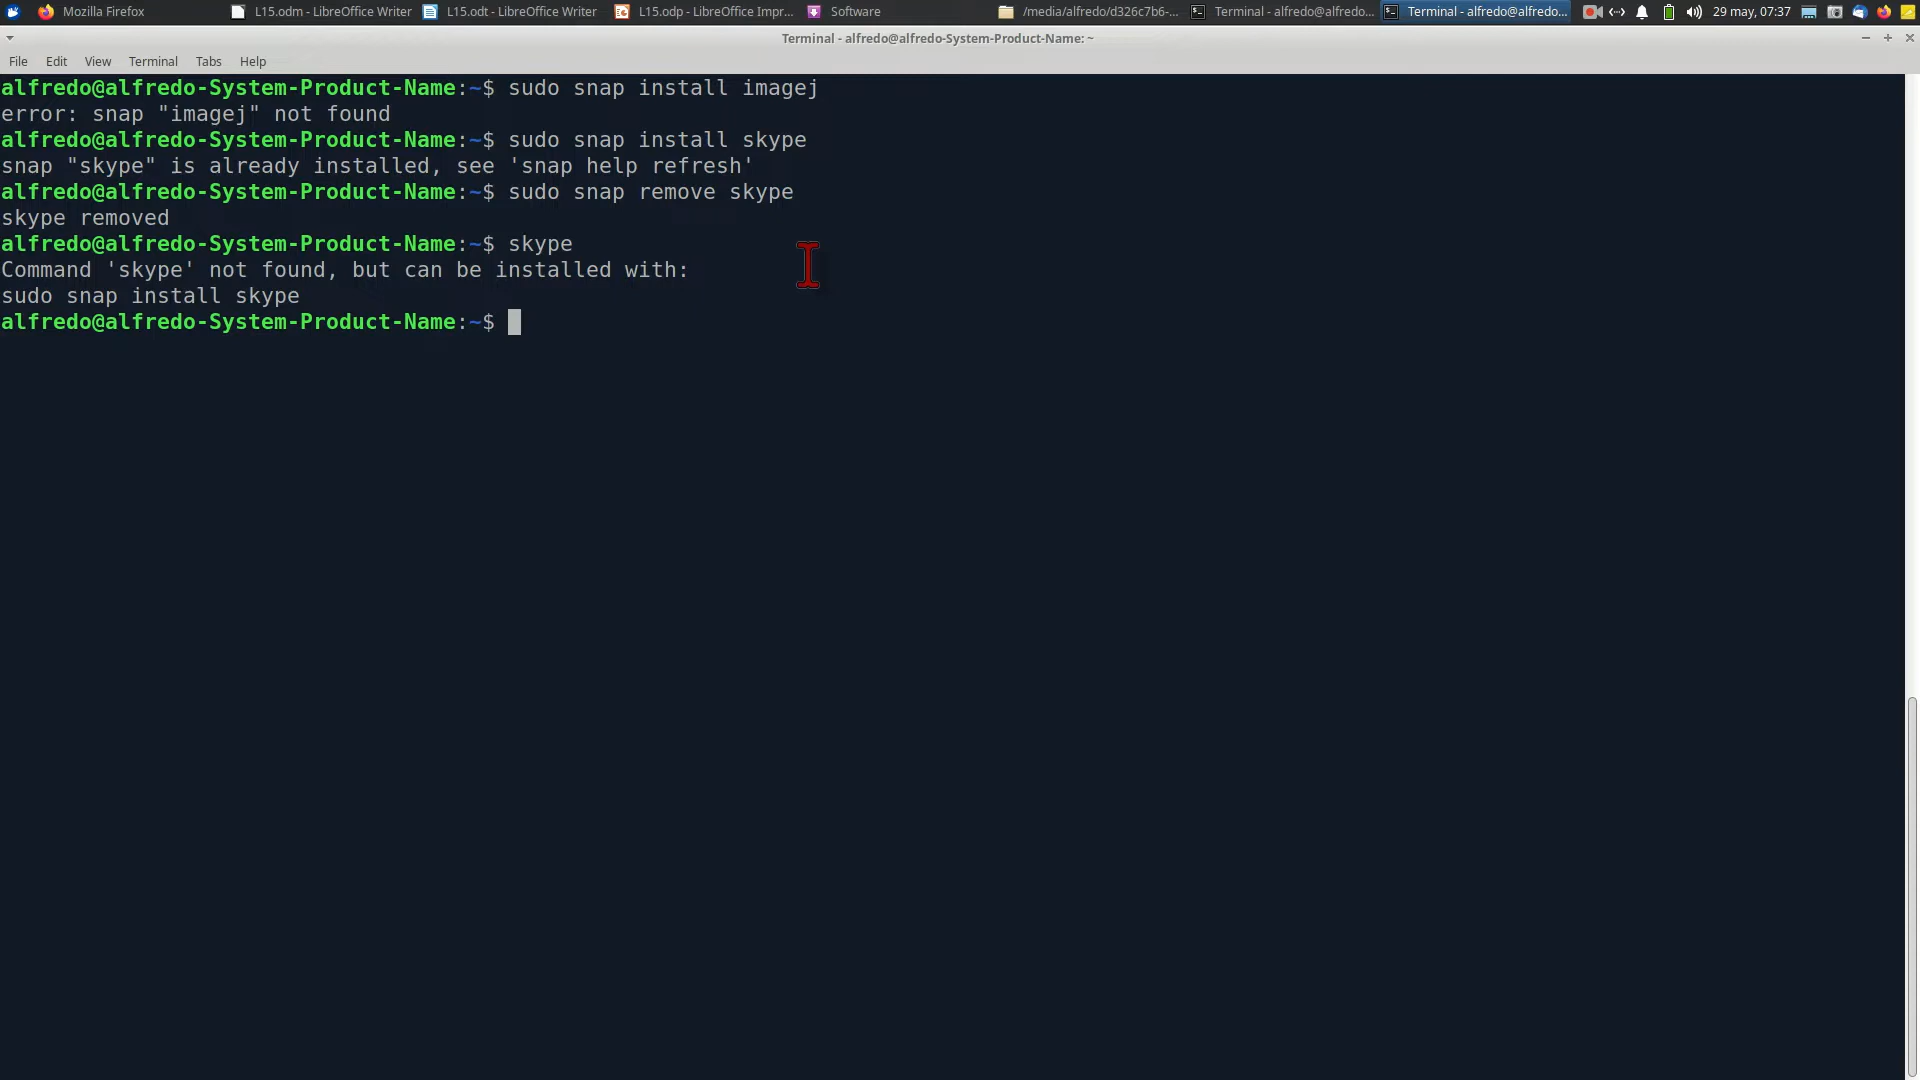 Mozilla Firefox L15.odm - LibreOffice Writer L15.odt - LibreOffice Writer L15.odp - LibreOffice Impr... Software /media/alfredo/d326c7b6-... Terminal - alfredo@alfredo... Terminal - alfredo@alfredo... 29 may, 07:37
Terminal - alfredo@alfredo-System-Product-Name: ~
File Edit View Terminal Tabs Help
alfredo@alfredo-System-Product-Name:~$ sudo snap install imagej
error: snap "imagej" not found
alfredo@alfredo-System-Product-Name:~$ sudo snap install skype
snap "skype" is already installed, see 'snap help refresh'
alfredo@alfredo-System-Product-Name:~$ sudo snap remove skype
skype removed
alfredo@alfredo-System-Product-Name:~$ skype
Command 'skype' not found, but can be installed with:
sudo snap install skype
alfredo@alfredo-System-Product-Name:~$